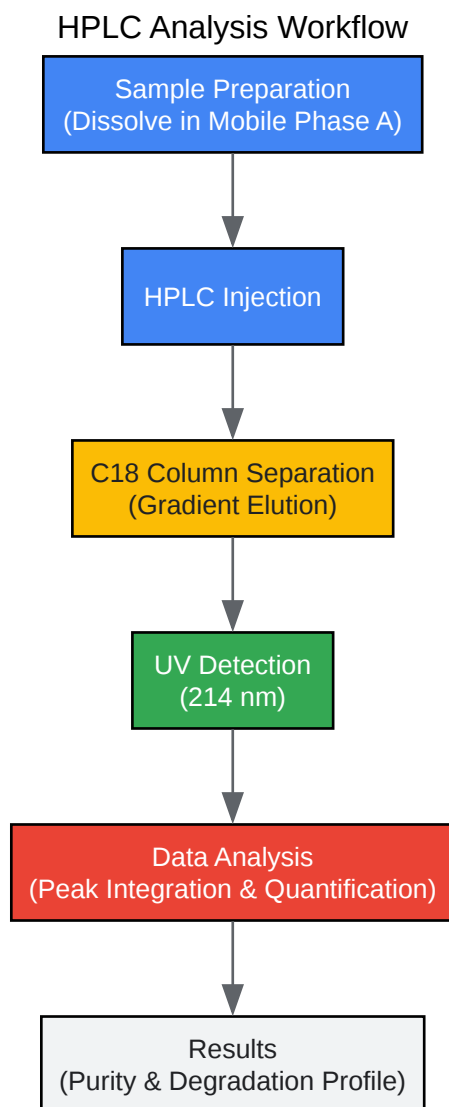 HPLC Analysis Workflow
Sample Preparation
(Dissolve in Mobile Phase A)
HPLC Injection
C18 Column Separation
(Gradient Elution)
UV Detection
(214 nm)
Data Analysis
(Peak Integration & Quantification)
Results
(Purity & Degradation Profile)